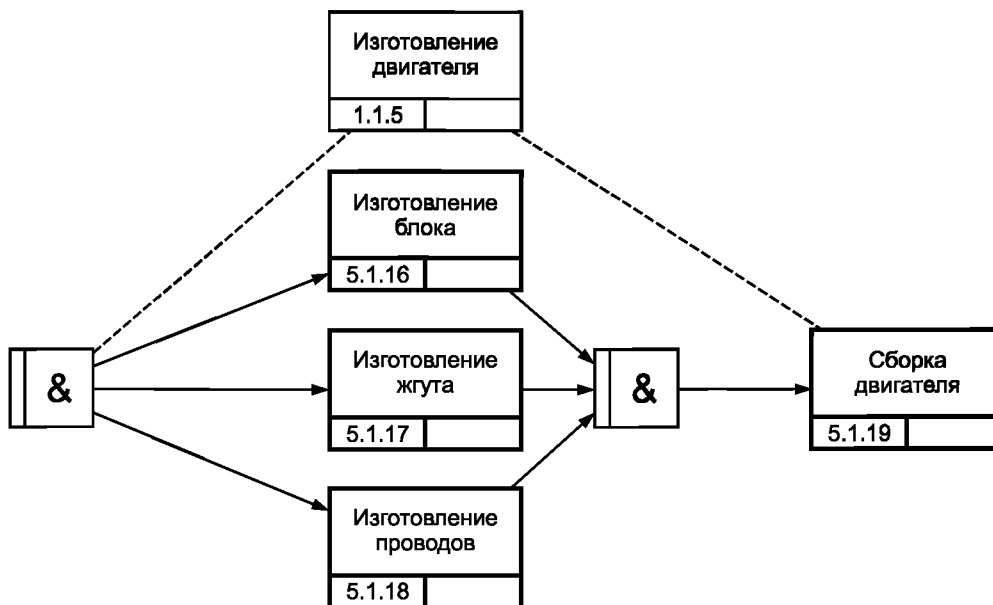 Изготовление
двигателя
1.1.5
Изготовление
блока
5.1.16
&
Изготовление
жгута
5.1.17
&
Сборка
двигателя
5.1.19
Изготовление
проводов
5.1.18